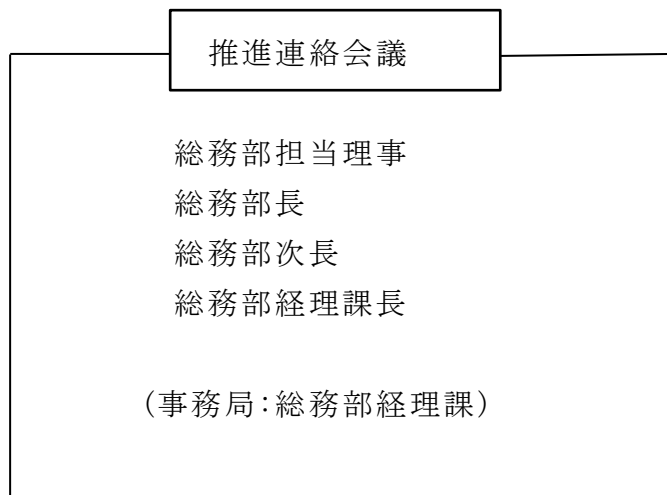 推進連絡会議
総務部担当理事
総務部長
総務部次長
総務部経理課長
(事務局:総務部経理課)